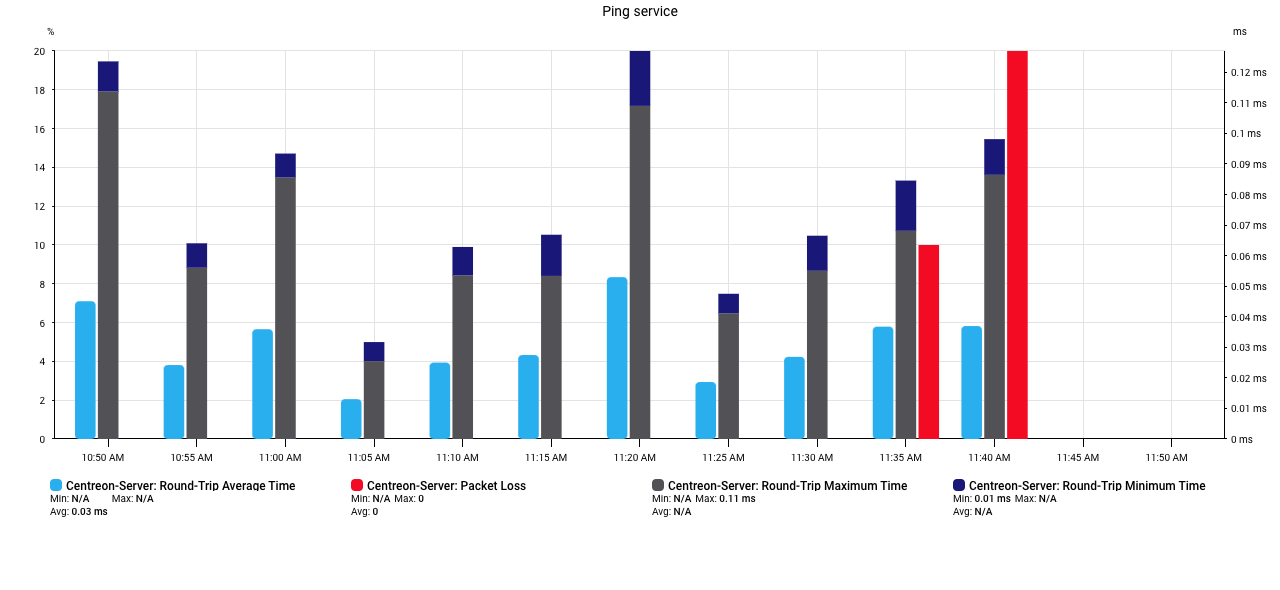 Ping service
% ms
20
18
16
14
12
10
8
6
4
2
0
0.12 ms
0.11 ms
0.1 ms
0.09 ms
0.08 ms
0.07 ms
0.06 ms
0.05 ms
0.04 ms
0.03 ms
0.02 ms
0.01 ms
0 ms
10:50 AM 10:55 AM 11:00 AM 11:05 AM 11:10 AM 11:15 AM 11:20 AM 11:25 AM 11:30 AM 11:35 AM 11:40 AM 11:45 AM 11:50 AM
Centreon-Server: Round-Trip Average Time
Min: N/A Max: N/A
Avg: 0.03 ms
Centreon-Server: Packet Loss
Min: N/A Max: 0
Avg: 0
Centreon-Server: Round-Trip Maximum Time
Min: N/A Max: 0.11 ms
Avg: N/A
Centreon-Server: Round-Trip Minimum Time
Min: 0.01 ms Max: N/A
Avg: N/A